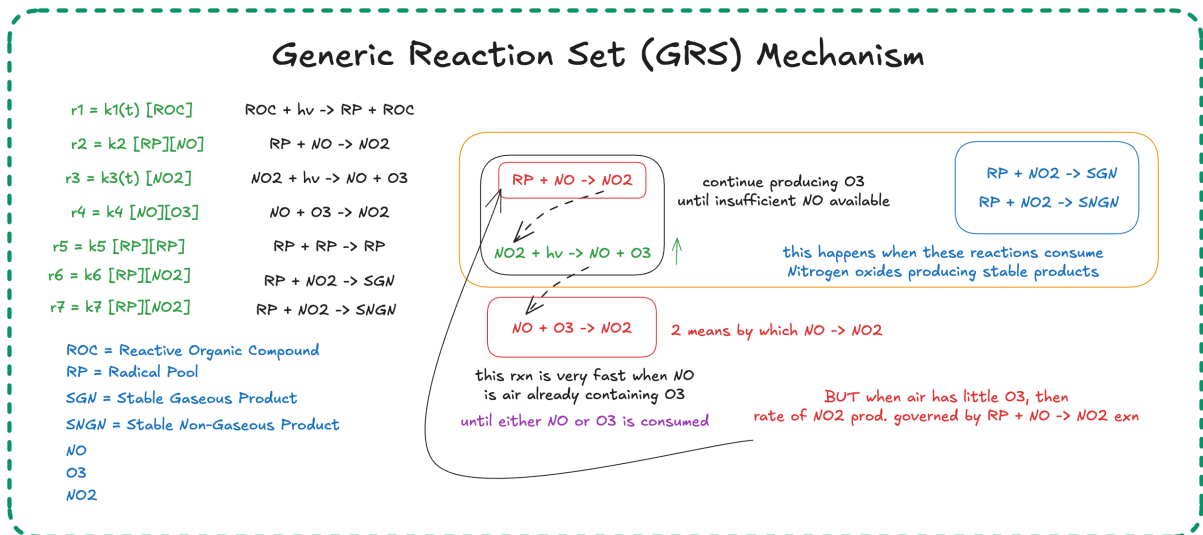 Generic Reaction Set (GRS) Mechanism
r1 = k1(t) [ROC]
ROC + hv -> RP + ROC
r2 = k2 [RP][NO]
RP + NO -> NO2
r3 = k3(t) [NO2]
NO2 + hv -> NO + O3
r4 = k4 [NO][O3]
NO + O3 -> NO2
r5 = k5 [RP][RP]
RP + RP -> RP
r6 = k6 [RP][NO2]
RP + NO2 -> SGN
r7 = k7 [RP][NO2]
RP + NO2 -> SNGN
ROC = Reactive Organic Compound
RP = Radical Pool
SGN = Stable Gaseous Product
SNGN = Stable Non-Gaseous Product
NO
O3
NO2
RP + NO -> NO2
NO2 + hv -> NO + O3
continue producing O3
until insufficient NO available
RP + NO2 -> SGN
RP + NO2 -> SNGN
this happens when these reactions consume
Nitrogen oxides producing stable products
NO + O3 -> NO2
2 means by which NO -> NO2
this rxn is very fast when NO
is air already containing O3
until either NO or O3 is consumed
BUT when air has little O3, then
rate of NO2 prod. governed by RP + NO -> NO2 exn